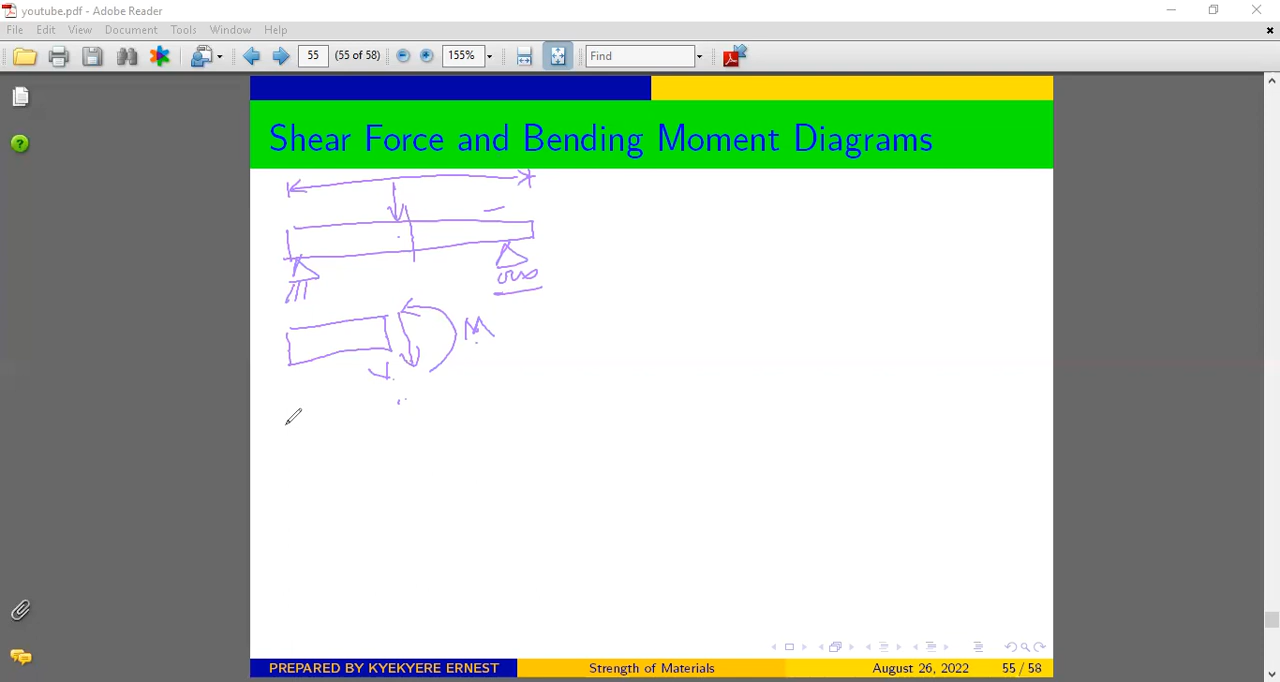 youtube.pdf - Adobe Reader
File Edit View Document Tools Window Help
55 (55 of 58) 155% Find
Shear Force and Bending Moment Diagrams
M
V
PREPARED BY KYEKYERE ERNEST Strength of Materials August 26, 2022 55 / 58